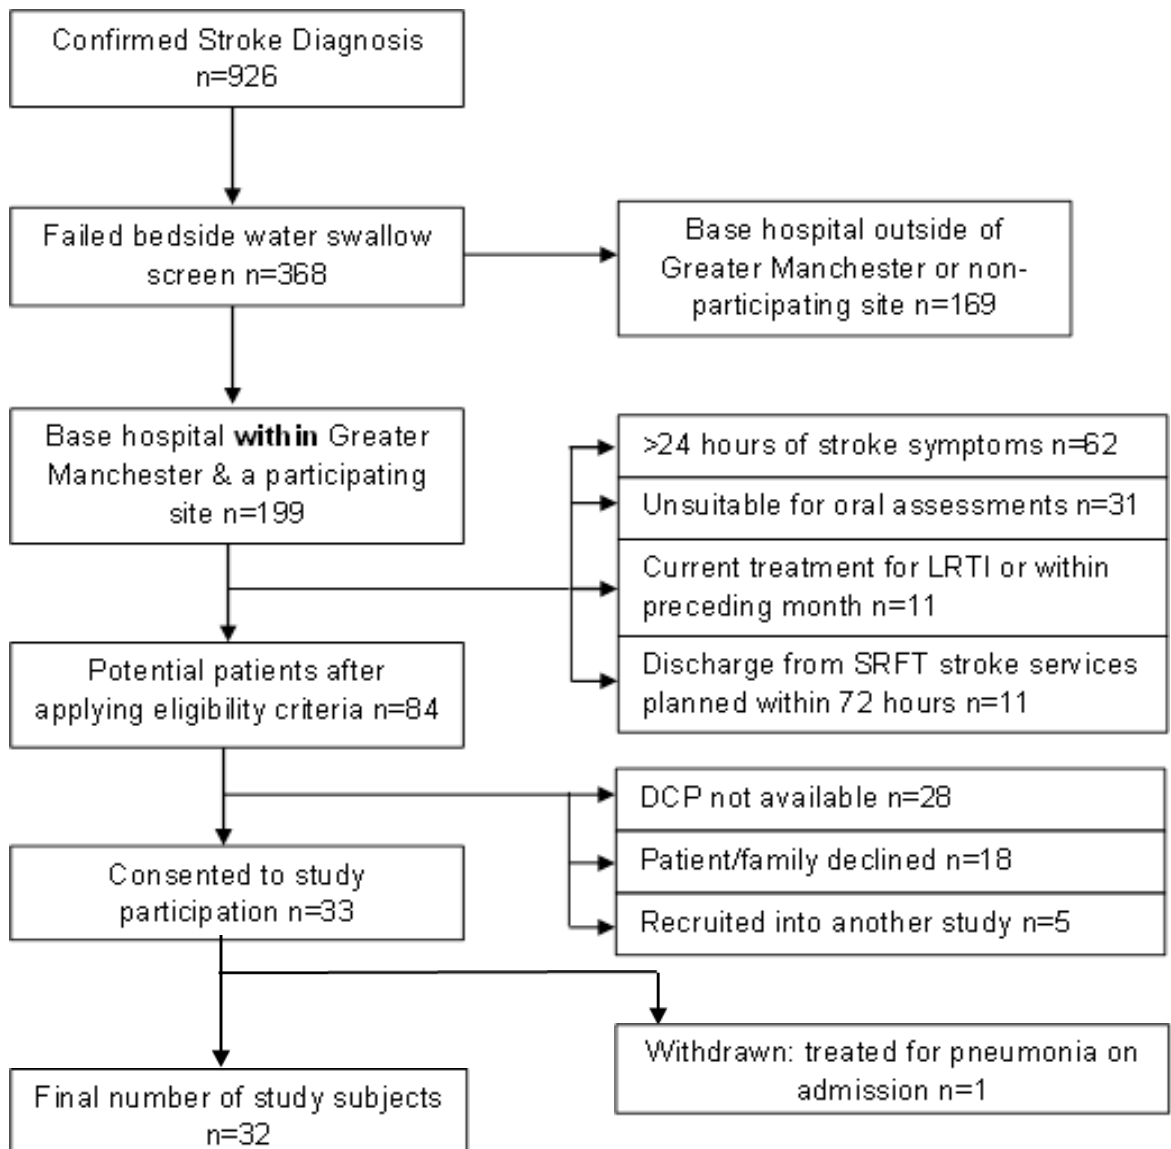 Confirmed Stroke Diagnosis
n=926
Failed bedside water swallow
screen n=368
Base hospital outside of
Greater Manchester or non-
participating site n=169
Base hospital within Greater
Manchester & a participating
site n=199
>24 hours of stroke symptoms n=62
Unsuitable for oral assessments n=31
Current treatment for LRTI or within
preceding month n=11
Discharge from SRFT stroke services
planned within 72 hours n=11
Potential patients after
applying eligibility criteria n=84
DCP not available n=28
Patient/family declined n=18
Recruited into another study n=5
Consented to study
participation n=33
Withdrawn: treated for pneumonia on
admission n=1
Final number of study subjects
n=32